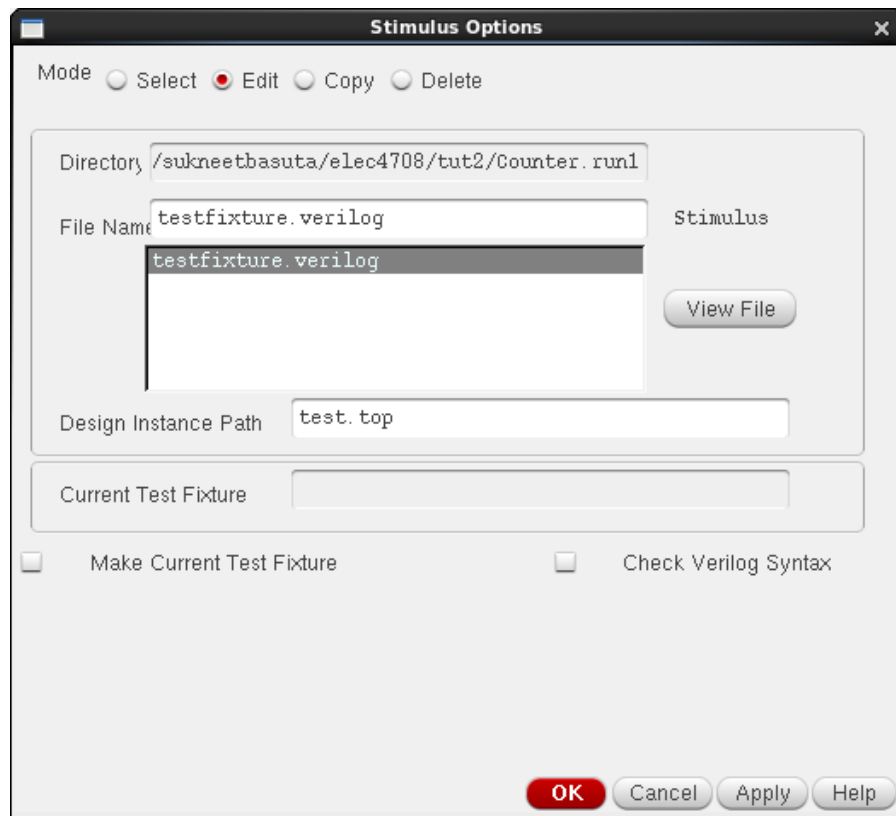 Stimulus Options
Mode Select Edit Copy Delete
Directory /sukneetbasuta/elec4708/tut2/Counter.run1
File Name testfixture.verilog Stimulus
testfixture.verilog
View File
Design Instance Path test.top
Current Test Fixture
Make Current Test Fixture Check Verilog Syntax
OK Cancel Apply Help